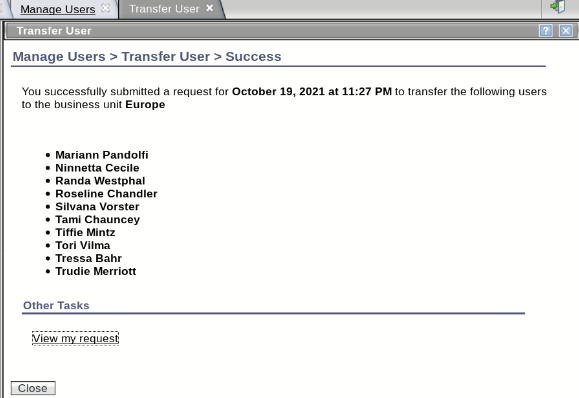 Manage Users Transfer User
Transfer User
Manage Users > Transfer User > Success
You successfully submitted a request for October 19, 2021 at 11:27 PM to transfer the following users
to the business unit Europe
Mariann Pandolfi
Ninnetta Cecile
Randa Westphal
Roseline Chandler
Silvana Vorster
Tami Chauncey
Tiffie Mintz
Tori Vilma
Tressa Bahr
Trudie Merriott
Other Tasks
View my request
Close